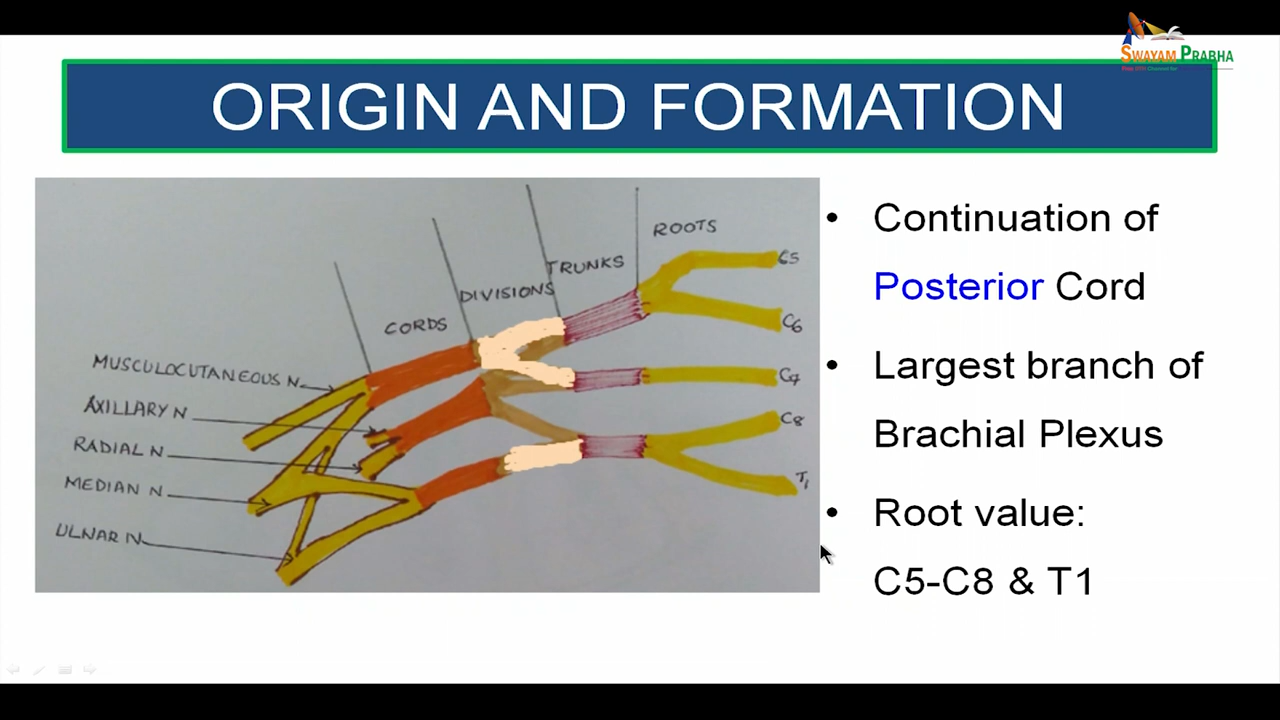 SWAYAM PRABHA
ORIGIN AND FORMATION
ROOTS
TRUNKS
DIVISIONS
CORDS
C5
C6
C7
C8
T1
MUSCULOCUTANEOUS N
AXILLARY N
RADIAL N
MEDIAN N
ULNAR N
• Continuation of
Posterior Cord
• Largest branch of
Brachial Plexus
• Root value:
C5-C8 & T1